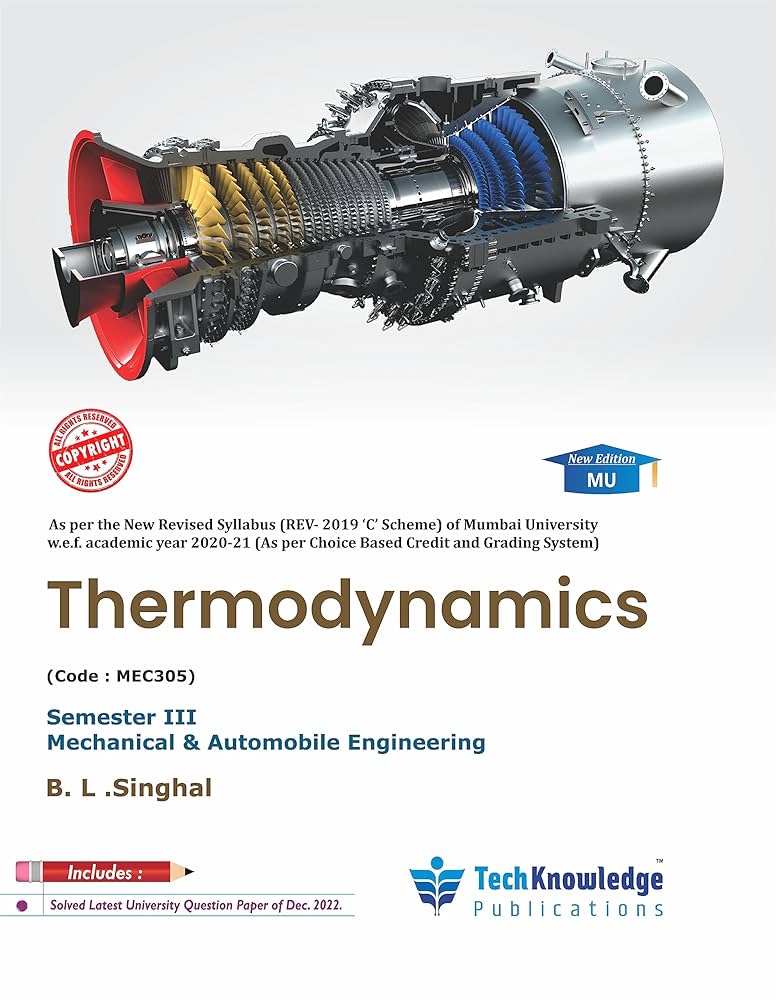 ALL RIGHTS RESERVED
COPYRIGHT
ALL RIGHTS RESERVED
New Edition
MU
As per the New Revised Syllabus (REV- 2019 ‘C’ Scheme) of Mumbai University
w.e.f. academic year 2020-21 (As per Choice Based Credit and Grading System)
Thermodynamics
(Code : MEC305)
Semester III
Mechanical & Automobile Engineering
B. L .Singhal
Includes :
Solved Latest University Question Paper of Dec. 2022.
TechKnowledge™
Publications